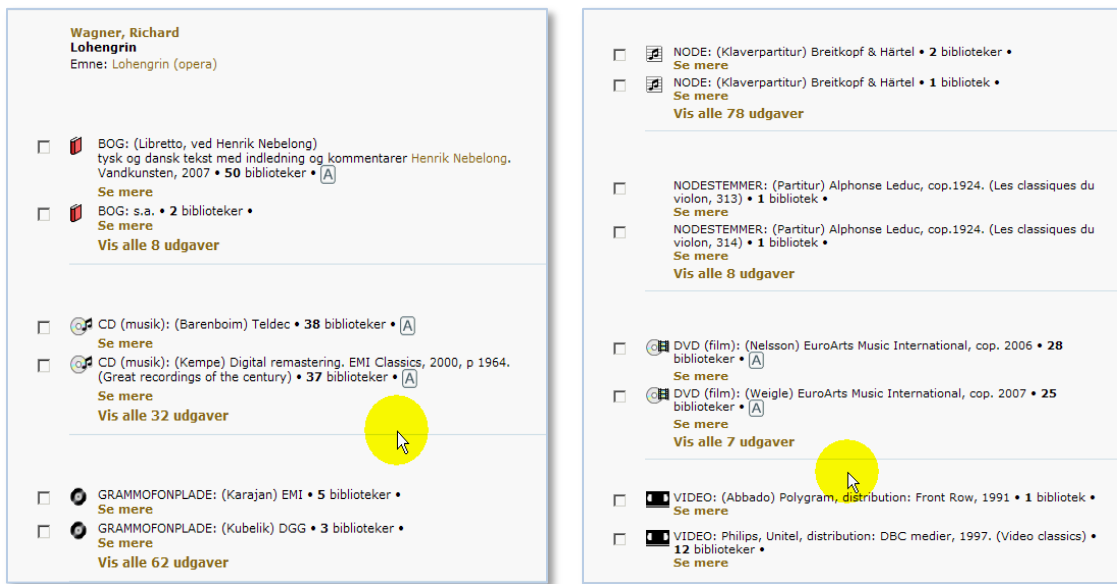 Wagner, Richard
Lohengrin
Emne: Lohengrin (opera)
BOG: (Libretto, ved Henrik Nebelong)
tysk og dansk tekst med indledning og kommentarer Henrik Nebelong.
Vandkunsten, 2007 • 50 biblioteker • A
Se mere
BOG: s.a. • 2 biblioteker •
Se mere
Vis alle 8 udgaver
CD (musik): (Barenboim) Teldec • 38 biblioteker • A
Se mere
CD (musik): (Kempe) Digital remastering. EMI Classics, 2000, p 1964.
(Great recordings of the century) • 37 biblioteker • A
Se mere
Vis alle 32 udgaver
GRAMMOFONPLADE: (Karajan) EMI • 5 biblioteker •
Se mere
GRAMMOFONPLADE: (Kubelik) DGG • 3 biblioteker •
Se mere
Vis alle 62 udgaver
NODE: (Klaverpartitur) Breitkopf & Härtel • 2 biblioteker •
Se mere
NODE: (Klaverpartitur) Breitkopf & Härtel • 1 bibliotek •
Se mere
Vis alle 78 udgaver
NODESTEMMER: (Partitur) Alphonse Leduc, cop.1924. (Les classiques du
violon, 313) • 1 bibliotek •
Se mere
NODESTEMMER: (Partitur) Alphonse Leduc, cop.1924. (Les classiques du
violon, 314) • 1 bibliotek •
Se mere
Vis alle 8 udgaver
DVD (film): (Nelsson) EuroArts Music International, cop. 2006 • 28
biblioteker • A
Se mere
DVD (film): (Weigle) EuroArts Music International, cop. 2007 • 25
biblioteker • A
Se mere
Vis alle 7 udgaver
VIDEO: (Abbado) Polygram, distribution: Front Row, 1991 • 1 bibliotek •
Se mere
VIDEO: Philips, Unitel, distribution: DBC medier, 1997. (Video classics) •
12 biblioteker •
Se mere